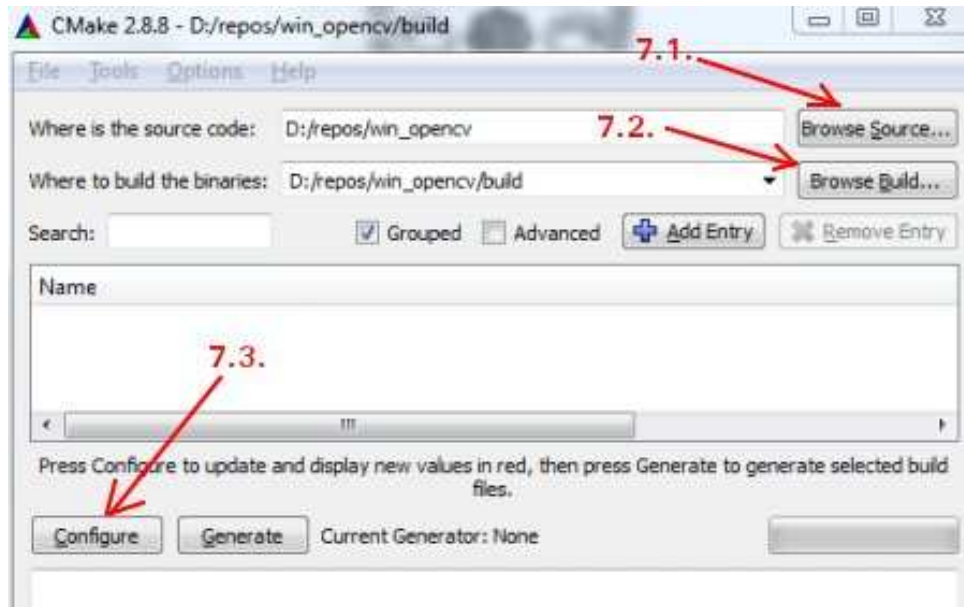 CMake 2.8.8 - D:/repos/win_opencv/build
File Tools Options Help
7.1.
Where is the source code: D:/repos/win_opencv Browse Source...
7.2.
Where to build the binaries: D:/repos/win_opencv/build Browse Build...
Search: Grouped Advanced Add Entry Remove Entry
Name
7.3.
Press Configure to update and display new values in red, then press Generate to generate selected build
files.
Configure Generate Current Generator: None